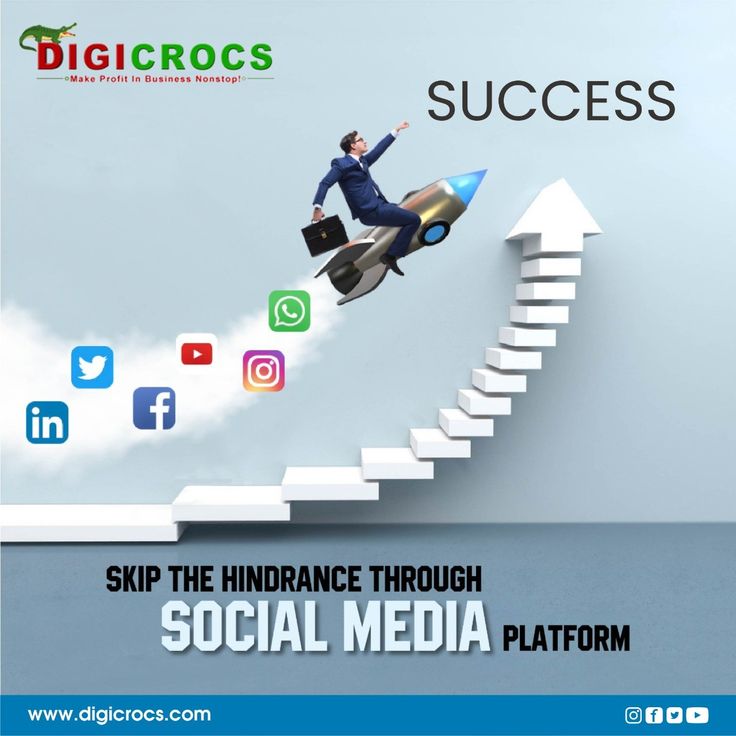 DIGICROCS
Make Profit In Business Nonstop!
SUCCESS
SKIP THE HINDRANCE THROUGH
SOCIAL MEDIA PLATFORM
www.digicrocs.com